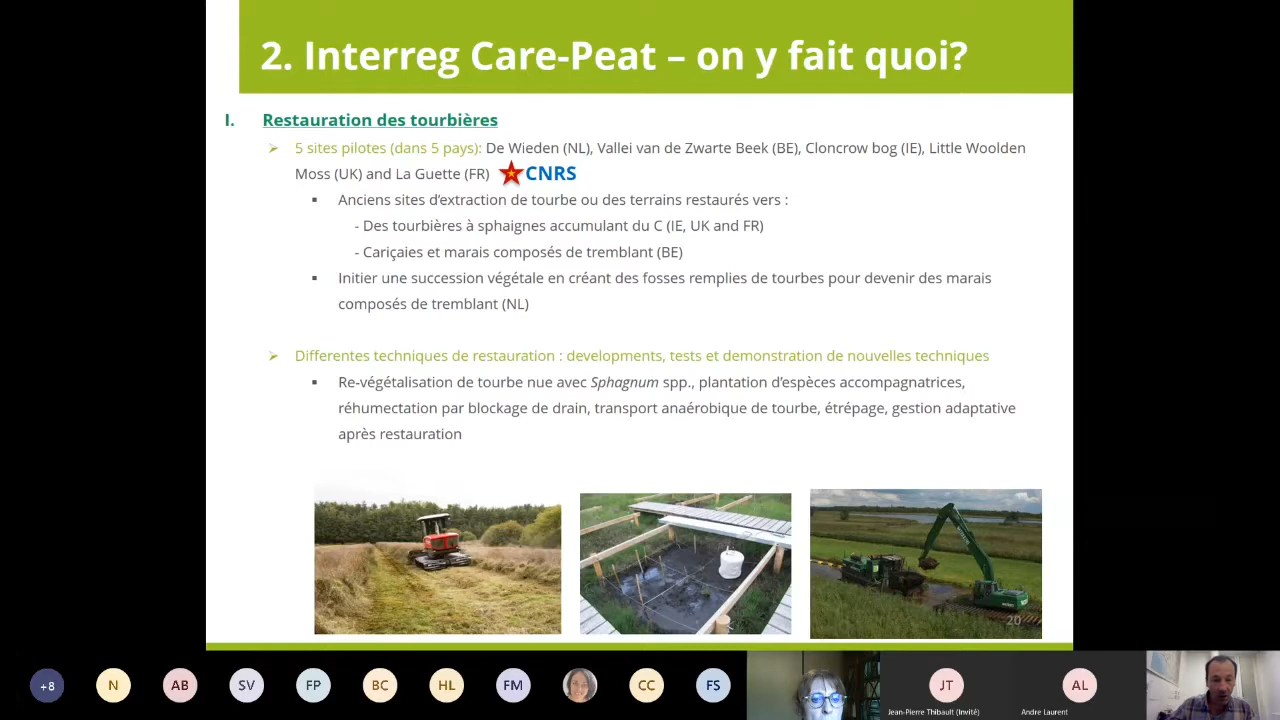 2. Interreg Care-Peat – on y fait quoi?
I. Restauration des tourbières
5 sites pilotes (dans 5 pays): De Wieden (NL), Vallei van de Zwarte Beek (BE), Cloncrow bog (IE), Little Woolden
Moss (UK) and La Guette (FR) CNRS
Anciens sites d’extraction de tourbe ou des terrains restaurés vers :
- Des tourbières à sphaignes accumulant du C (IE, UK and FR)
- Cariçaies et marais composés de tremblant (BE)
Initier une succession végétale en créant des fosses remplies de tourbes pour devenir des marais
composés de tremblant (NL)
Differentes techniques de restauration : developments, tests et demonstration de nouvelles techniques
Re-végétalisation de tourbe nue avec Sphagnum spp., plantation d’espèces accompagnatrices,
réhumectation par blockage de drain, transport anaérobique de tourbe, étrépage, gestion adaptative
après restauration
20
+8 N AB SV FP BC HL FM CC FS JT AL
Jean-Pierre Thibault (Invité) Andre Laurent